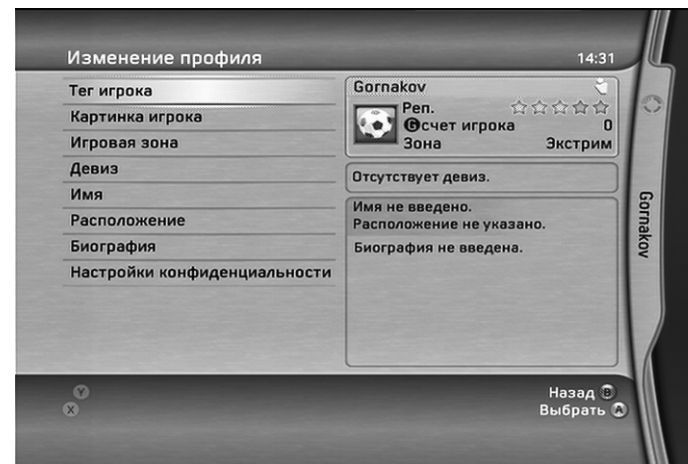 Изменение профиля
14:31
Тег игрока
Картинка игрока
Игровая зона
Девиз
Имя
Расположение
Биография
Настройки конфиденциальности
Gornakov
Реп.
G счет игрока 0
Зона Экстрим
Отсутствует девиз.
Имя не введено.
Расположение не указано.
Биография не введена.
Gornakov
Y
X
Назад B
Выбрать A